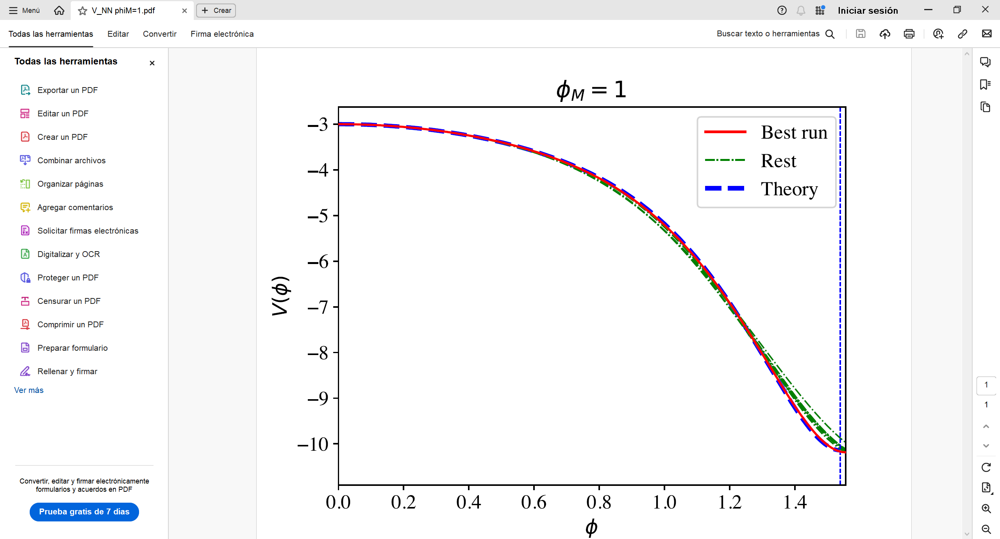 Menú
V_NN phiM=1.pdf
Crear
Iniciar sesión
Todas las herramientas
Editar
Convertir
Firma electrónica
Buscar texto o herramientas
Todas las herramientas
Exportar un PDF
Editar un PDF
Crear un PDF
Combinar archivos
Organizar páginas
Agregar comentarios
Solicitar firmas electrónicas
Digitalizar y OCR
Proteger un PDF
Censurar un PDF
Comprimir un PDF
Preparar formulario
Rellenar y firmar
Ver más
Convertir, editar y firmar electrónicamente
formularios y acuerdos en PDF
Prueba gratis de 7 días
ϕM = 1
−3
−4
−5
−6
−7
−8
−9
−10
V(ϕ)
Best run
Rest
Theory
0.0 0.2 0.4 0.6 0.8 1.0 1.2 1.4
ϕ
1
1